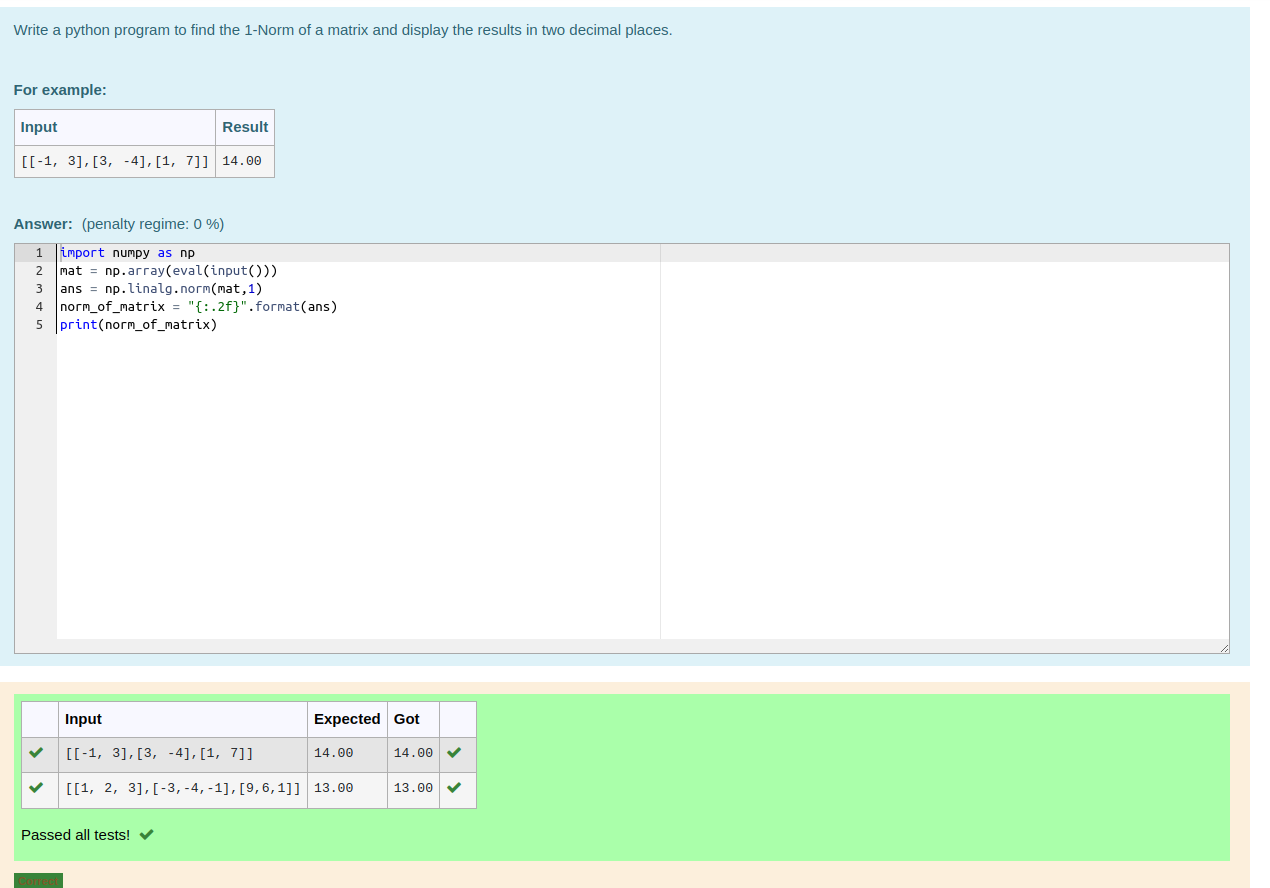 Write a python program to find the 1-Norm of a matrix and display the results in two decimal places.
For example:
Input Result
[[-1, 3],[3, -4],[1, 7]] 14.00
Answer: (penalty regime: 0 %)
1 import numpy as np
2 mat = np.array(eval(input()))
3 ans = np.linalg.norm(mat,1)
4 norm_of_matrix = "{:.2f}".format(ans)
5 print(norm_of_matrix)
Input Expected Got
[[-1, 3],[3, -4],[1, 7]] 14.00 14.00
[[1, 2, 3],[-3,-4,-1],[9,6,1]] 13.00 13.00
Passed all tests!
Correct